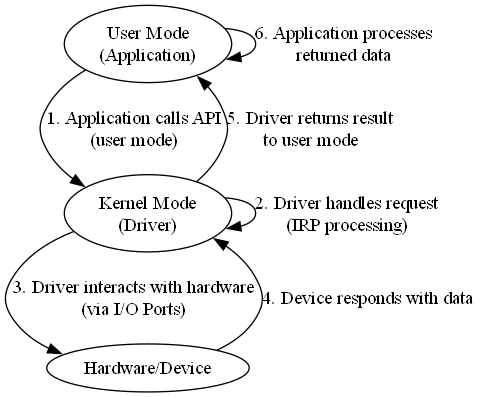 User Mode
(Application)
6. Application processes
returned data
1. Application calls API
(user mode)
5. Driver returns result
to user mode
Kernel Mode
(Driver)
2. Driver handles request
(IRP processing)
3. Driver interacts with hardware
(via I/O Ports)
4. Device responds with data
Hardware/Device